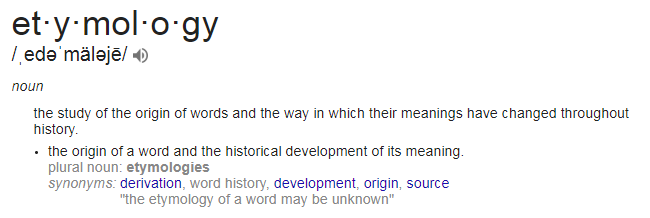 et·y·mol·o·gy
/ˌedəˈmäləjē/
noun
the study of the origin of words and the way in which their meanings have changed throughout
history.
• the origin of a word and the historical development of its meaning.
plural noun: etymologies
synonyms: derivation, word history, development, origin, source
"the etymology of a word may be unknown"